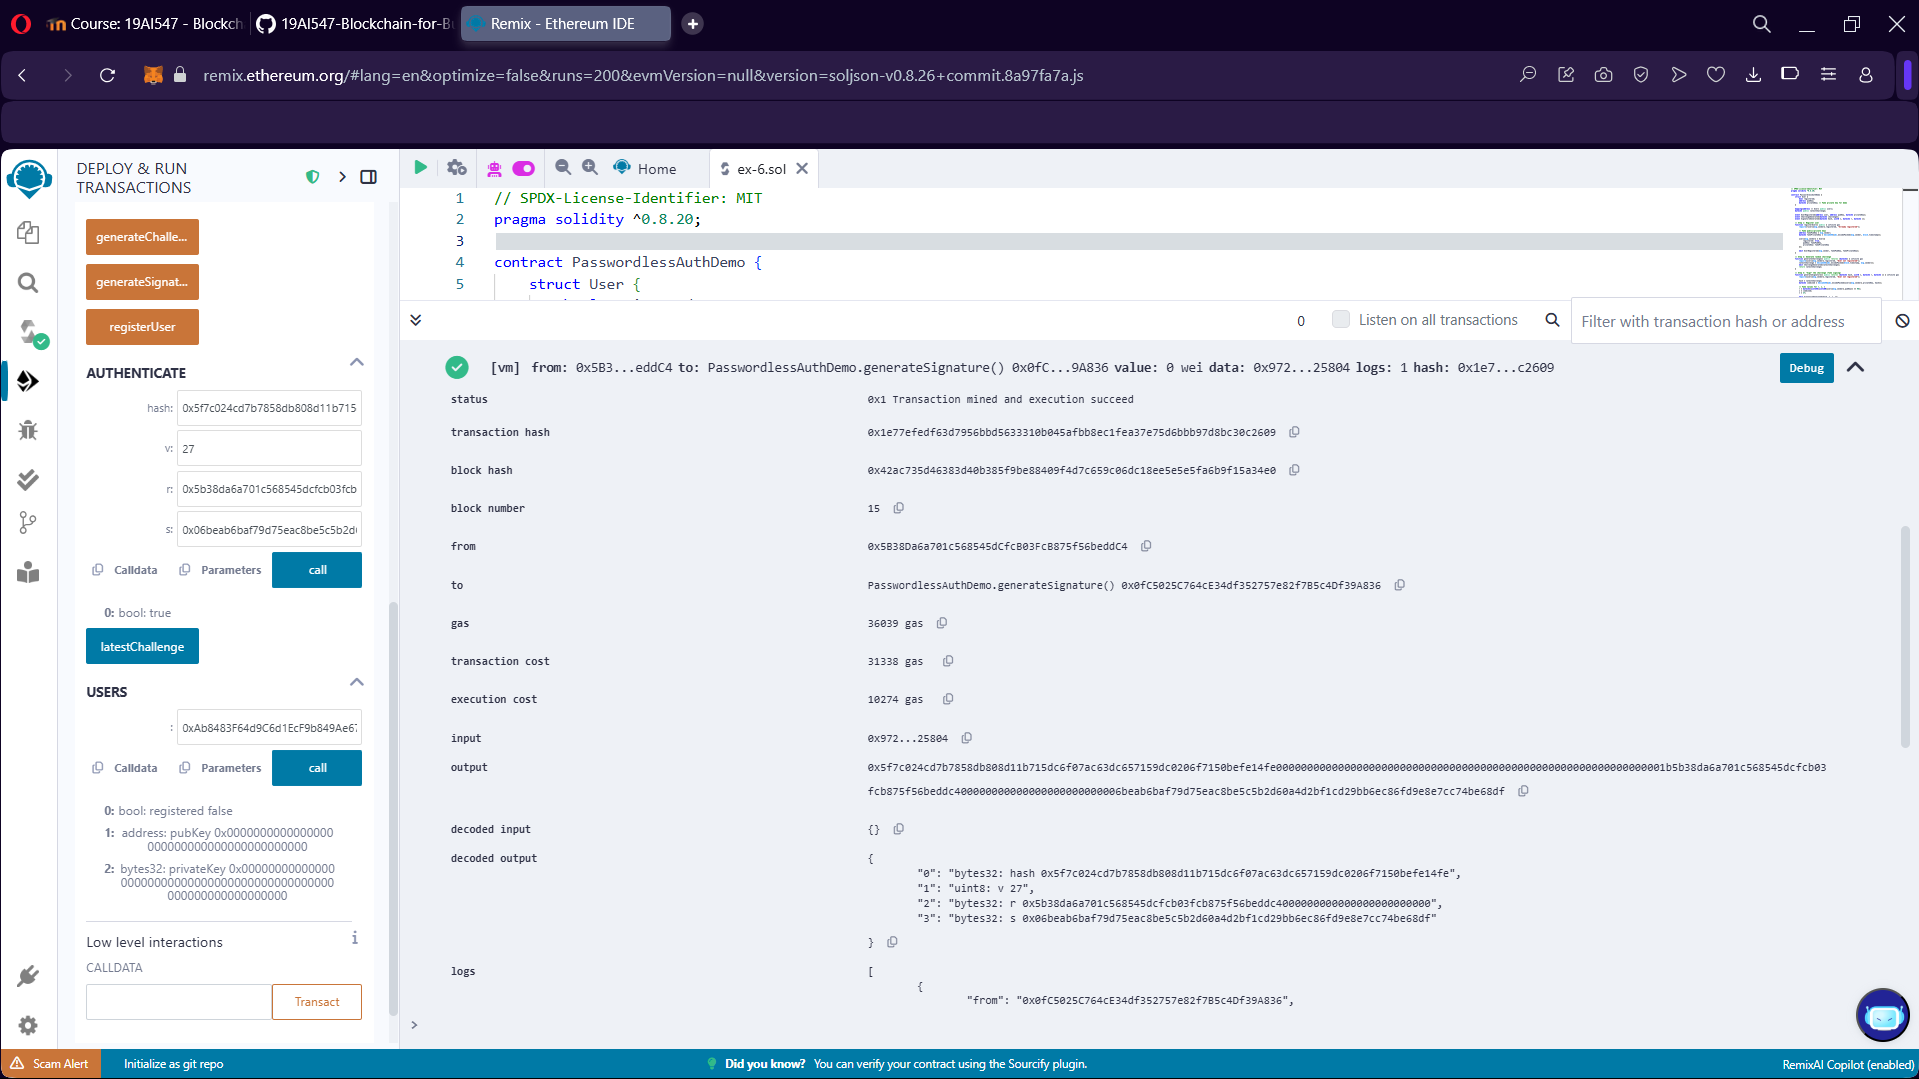 Course: 19AI547 - Blockch
19AI547-Blockchain-for-Bu
Remix - Ethereum IDE
remix.ethereum.org/#lang=en&optimize=false&runs=200&evmVersion=null&version=soljson-v0.8.26+commit.8a97fa7a.js
DEPLOY & RUN
TRANSACTIONS
generateChalle...
generateSignat...
registerUser
AUTHENTICATE
hash: 0x5f7c024cd7b7858db808d11b715
v: 27
r: 0x5b38da6a701c568545dcfcb03fcb
s: 0x06beab6baf79d75eac8be5c5b2d6
Calldata Parameters call
0: bool: true
latestChallenge
USERS
: 0xAb8483F64d9C6d1EcF9b849Ae67
Calldata Parameters call
0: bool: registered false
1: address: pubKey 0x0000000000000000
000000000000000000000000
2: bytes32: privateKey 0x00000000000000
00000000000000000000000000000000
000000000000000000
Low level interactions
CALLDATA
Transact
Home
ex-6.sol
1 // SPDX-License-Identifier: MIT
2 pragma solidity ^0.8.20;
3
4 contract PasswordlessAuthDemo {
5 struct User {
0 Listen on all transactions Filter with transaction hash or address
[vm] from: 0x5B3...eddC4 to: PasswordlessAuthDemo.generateSignature() 0x0fC...9A836 value: 0 wei data: 0x972...25804 logs: 1 hash: 0x1e7...c2609 Debug
status 0x1 Transaction mined and execution succeed
transaction hash 0x1e77efedf63d7956bbd5633310b045afbb8ec1fea37e75d6bbb97d8bc30c2609
block hash 0x42ac735d46383d40b385f9be88409f4d7c659c06dc18ee5e5e5fa6b9f15a34e0
block number 15
from 0x5B38Da6a701c568545dCfcB03FcB875f56beddC4
to PasswordlessAuthDemo.generateSignature() 0x0fC5025C764cE34df352757e82f7B5c4Df39A836
gas 36039 gas
transaction cost 31338 gas
execution cost 10274 gas
input 0x972...25804
output 0x5f7c024cd7b7858db808d11b715dc6f07ac63dc657159dc0206f7150befe14fe000000000000000000000000000000000000000000000000000000000000001b5b38da6a701c568545dcfcb03
fcb875f56beddc400000000000000000000000006beab6baf79d75eac8be5c5b2d60a4d2bf1cd29bb6ec86fd9e8e7cc74be68df
decoded input {}
decoded output {
"0": "bytes32: hash 0x5f7c024cd7b7858db808d11b715dc6f07ac63dc657159dc0206f7150befe14fe",
"1": "uint8: v 27",
"2": "bytes32: r 0x5b38da6a701c568545dcfcb03fcb875f56beddc4000000000000000000000000",
"3": "bytes32: s 0x06beab6baf79d75eac8be5c5b2d60a4d2bf1cd29bb6ec86fd9e8e7cc74be68df"
}
logs [
{
"from": "0x0fC5025C764cE34df352757e82f7B5c4Df39A836",
>
Scam Alert Initialize as git repo Did you know? You can verify your contract using the Sourcify plugin. RemixAI Copilot (enabled)